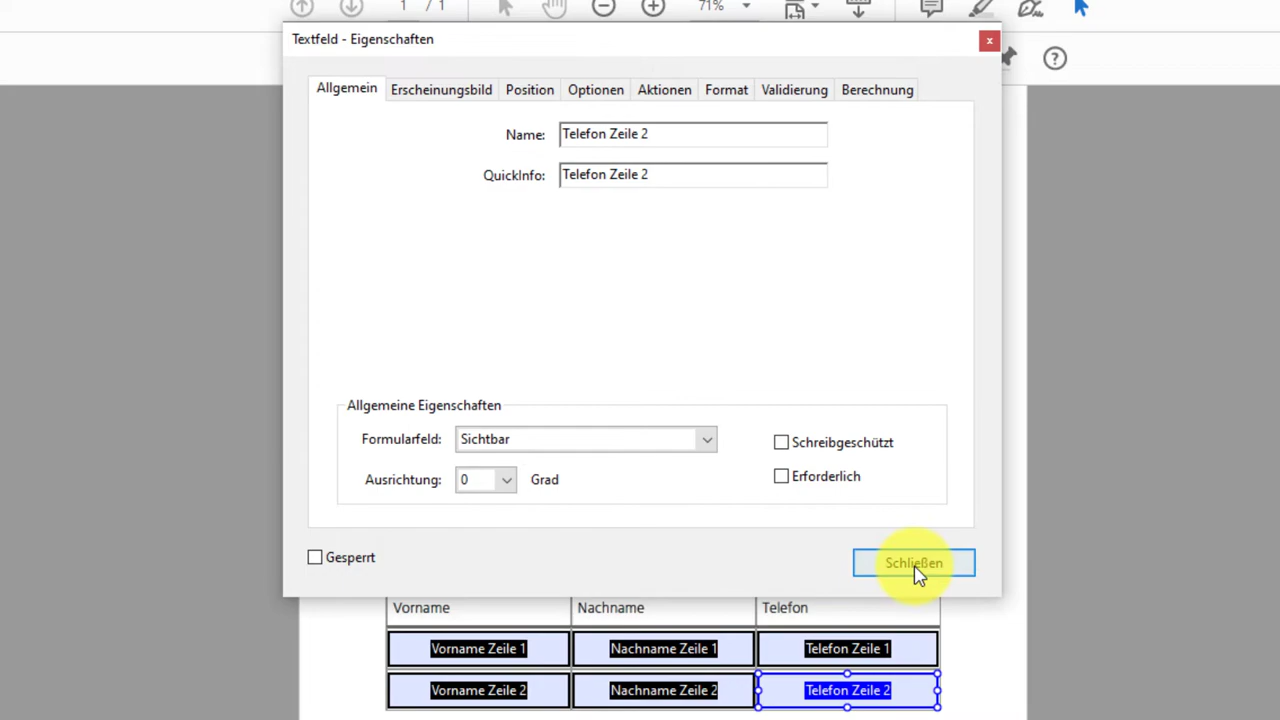 1 / 1 71%
Textfeld - Eigenschaften
Allgemein Erscheinungsbild Position Optionen Aktionen Format Validierung Berechnung
Name: Telefon Zeile 2
QuickInfo: Telefon Zeile 2
Allgemeine Eigenschaften
Formularfeld: Sichtbar Schreibgeschützt
Ausrichtung: 0 Grad Erforderlich
Gesperrt Schließen
Vorname Nachname Telefon
Vorname Zeile 1 Nachname Zeile 1 Telefon Zeile 1
Vorname Zeile 2 Nachname Zeile 2 Telefon Zeile 2